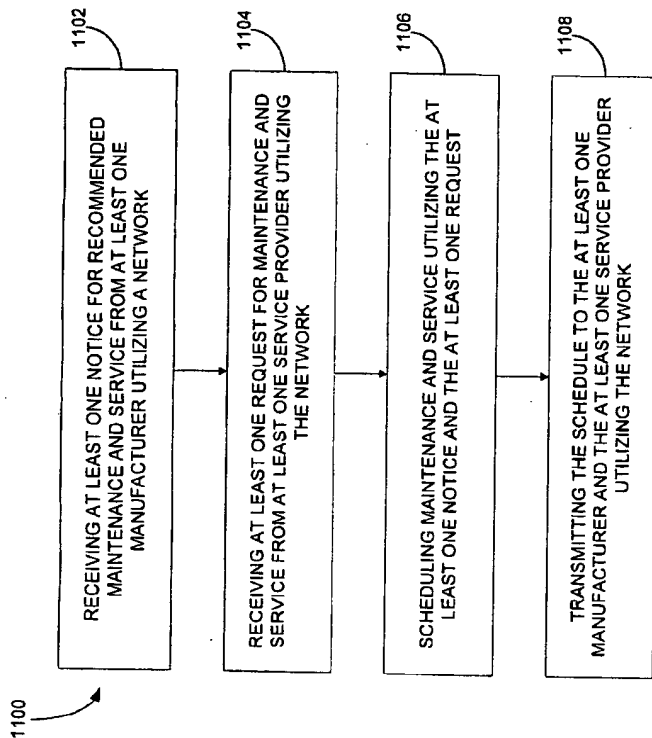 1100
1102
RECEIVING AT LEAST ONE NOTICE FOR RECOMMENDED
MAINTENANCE AND SERVICE FROM AT LEAST ONE
MANUFACTURER UTILIZING A NETWORK
1104
RECEIVING AT LEAST ONE REQUEST FOR MAINTENANCE AND
SERVICE FROM AT LEAST ONE SERVICE PROVIDER UTILIZING
THE NETWORK
1106
SCHEDULING MAINTENANCE AND SERVICE UTILIZING THE AT
LEAST ONE NOTICE AND THE AT LEAST ONE REQUEST
1108
TRANSMITTING THE SCHEDULE TO THE AT LEAST ONE
MANUFACTURER AND THE AT LEAST ONE SERVICE PROVIDER
UTILIZING THE NETWORK